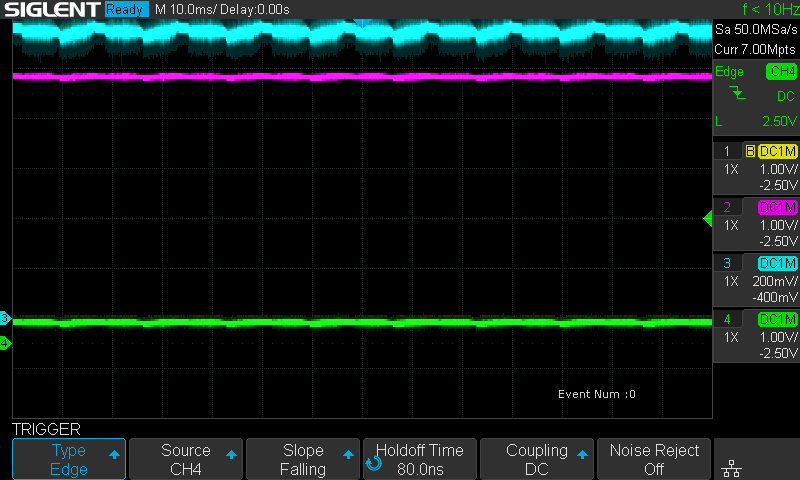 SIGLENT Ready M 10.0ms/ Delay:0.00s f < 10Hz
Sa 50.0MSa/s
Curr 7.00Mpts
Edge CH4
DC
L 2.50V
1 B DC1M
1X 1.00V/
-2.50V
2 DC1M
1X 1.00V/
-2.50V
3 DC1M
1X 200mV/
-400mV
4 DC1M
1X 1.00V/
-2.50V
3
4
Event Num :0
TRIGGER
Type
Edge
Source
CH4
Slope
Falling
Holdoff Time
80.0ns
Coupling
DC
Noise Reject
Off